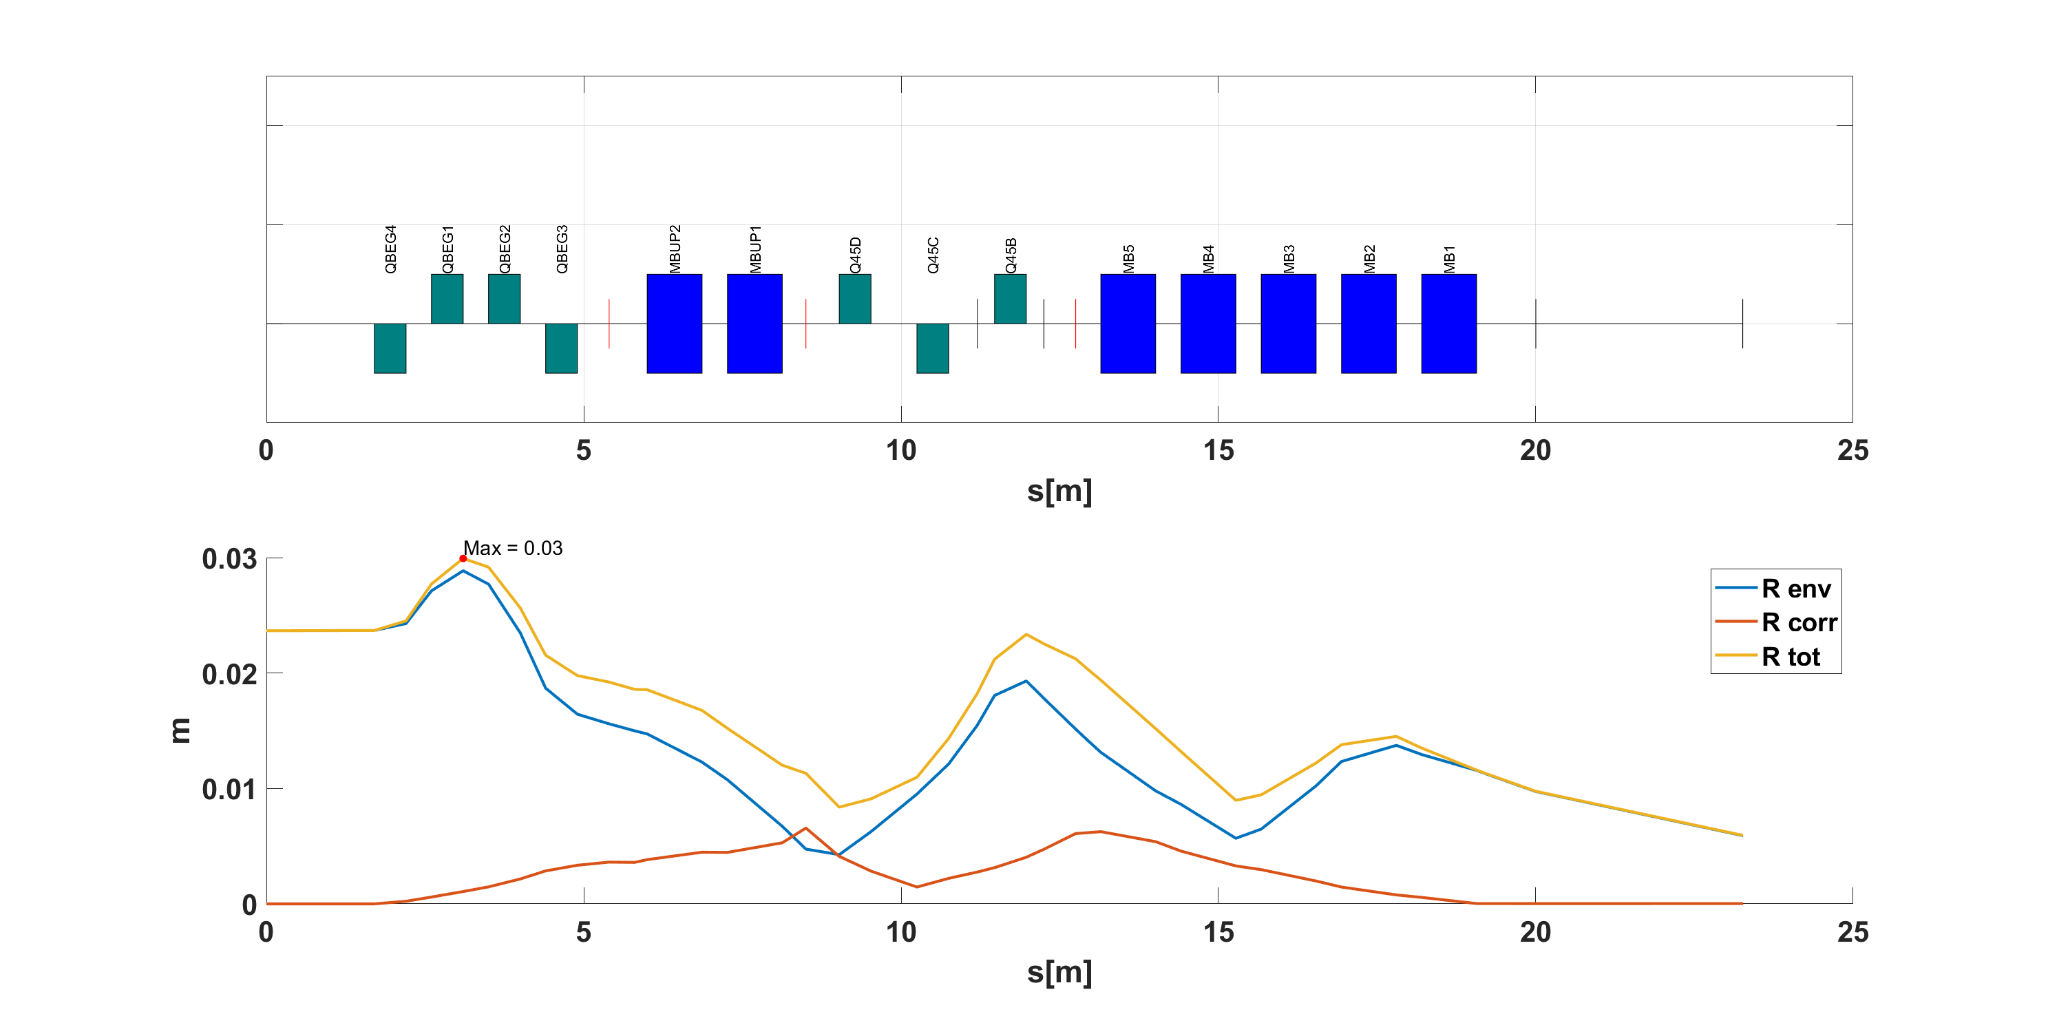 QBEG4 QBEG1 QBEG2 QBEG3 MBUP2 MBUP1 Q45D Q45C Q45B MB5 MB4 MB3 MB2 MB1
0 5 10 15 20 25
s[m]
Max = 0.03
0.03
0.02
0.01
0
m
R env
R corr
R tot
0 5 10 15 20 25
s[m]